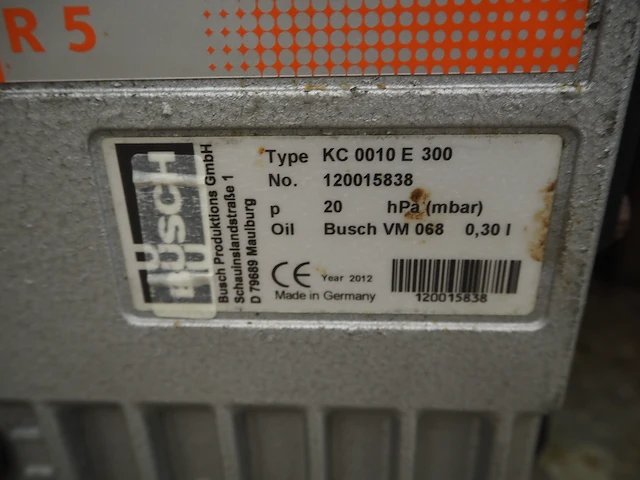 R 5
BUSCH
Busch Produktions GmbH
Schauinslandstraße 1
D 79689 Maulburg
Type KC 0010 E 300
No. 120015838
p 20 hPa (mbar)
Oil Busch VM 068 0,30 l
CE Year 2012
Made in Germany
120015838